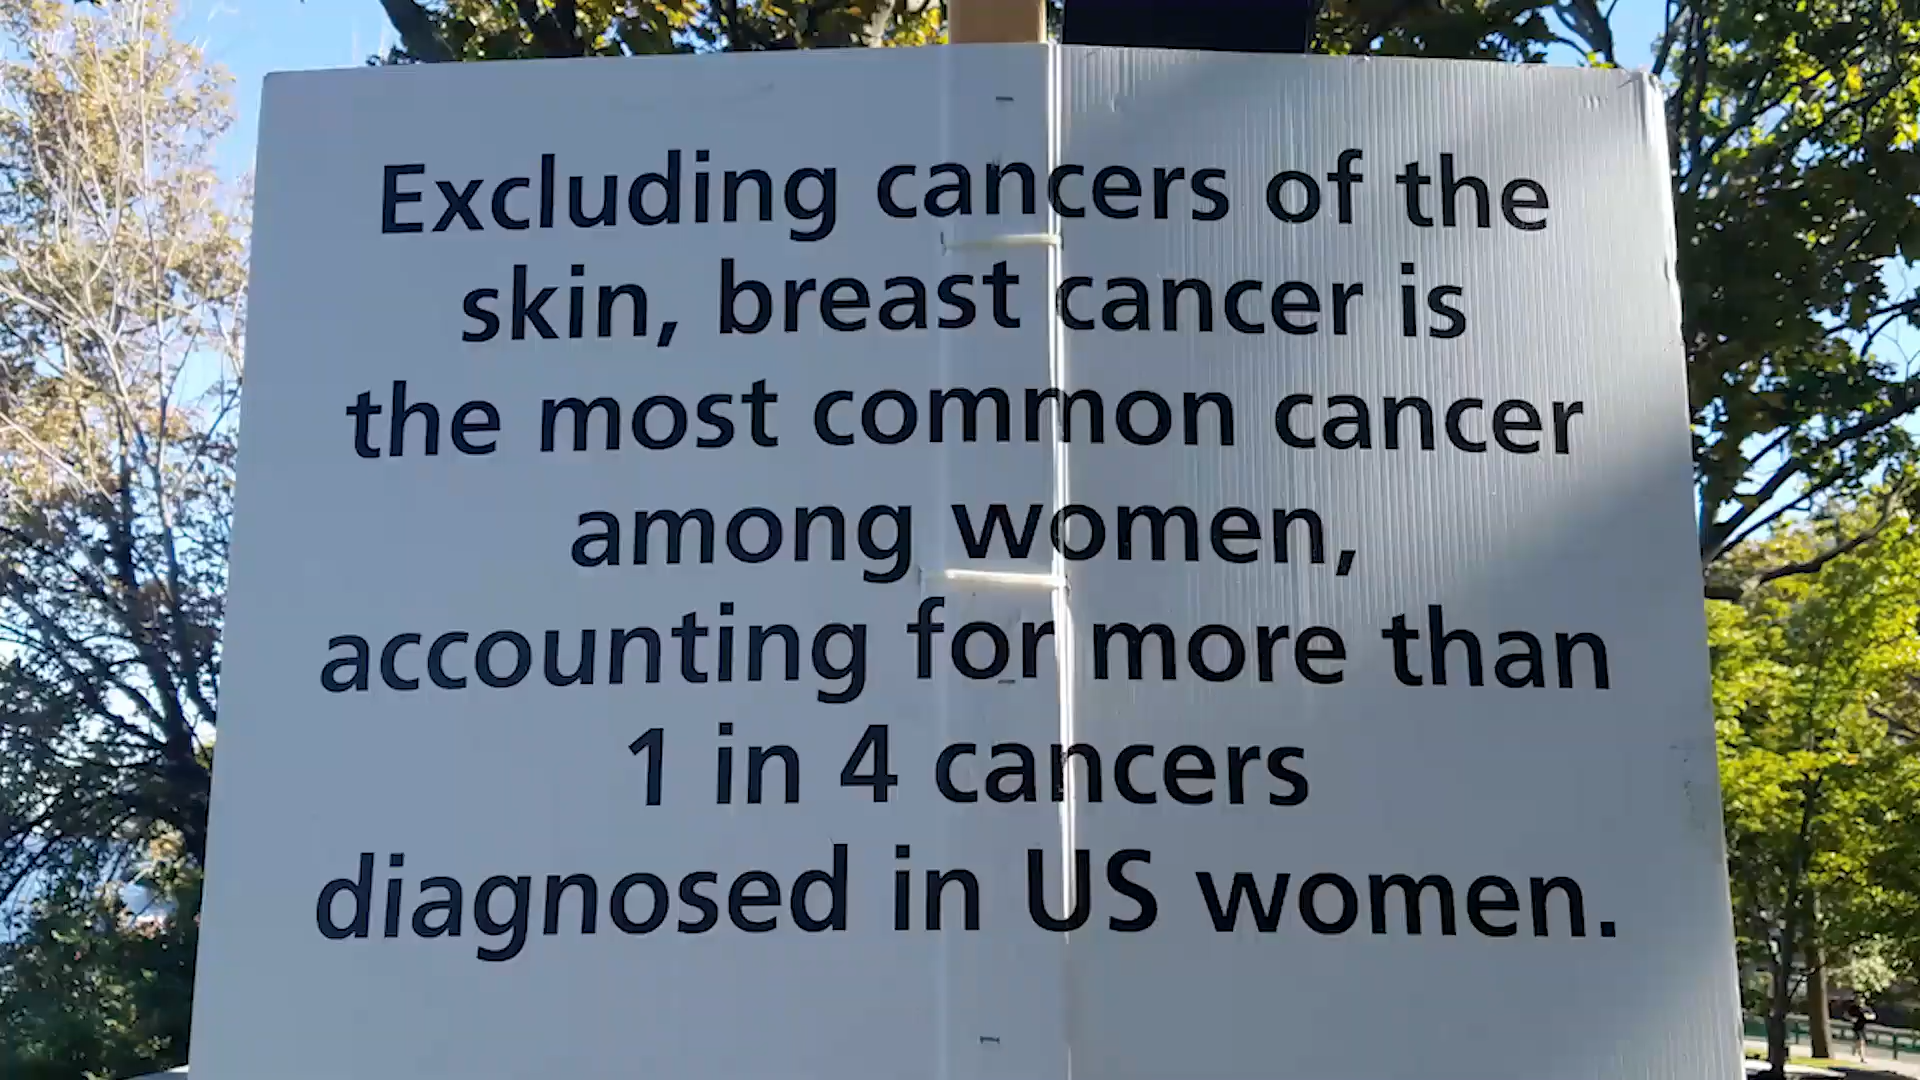 Excluding cancers of the
skin, breast cancer is
the most common cancer
among women,
accounting for more than
1 in 4 cancers
diagnosed in US women.